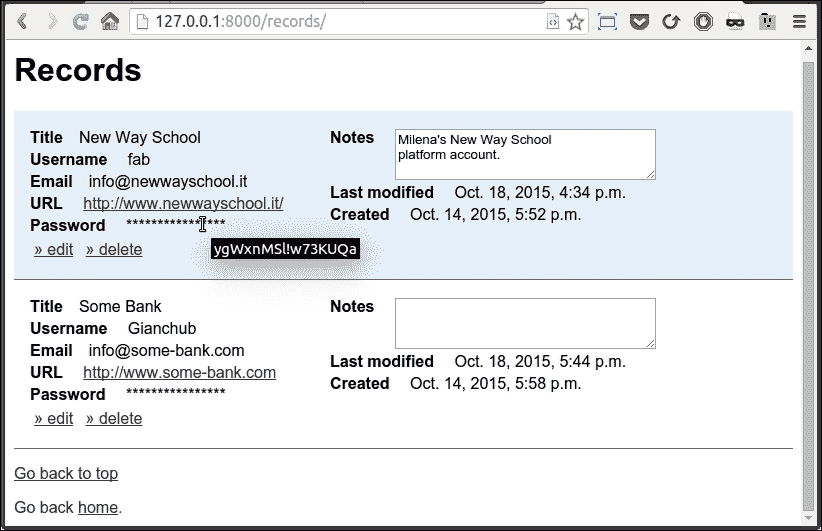 127.0.0.1:8000/records/
Records
Title New Way School
Username fab
Email info@newwayschool.it
URL http://www.newwayschool.it/
Password ****************
» edit » delete
ygWxnMSl!w73KUQa
Notes Milena's New Way School
platform account.
Last modified Oct. 18, 2015, 4:34 p.m.
Created Oct. 14, 2015, 5:52 p.m.
Title Some Bank
Username Gianchub
Email info@some-bank.com
URL http://www.some-bank.com
Password ****************
» edit » delete
Notes
Last modified Oct. 18, 2015, 5:44 p.m.
Created Oct. 14, 2015, 5:58 p.m.
Go back to top
Go back home.